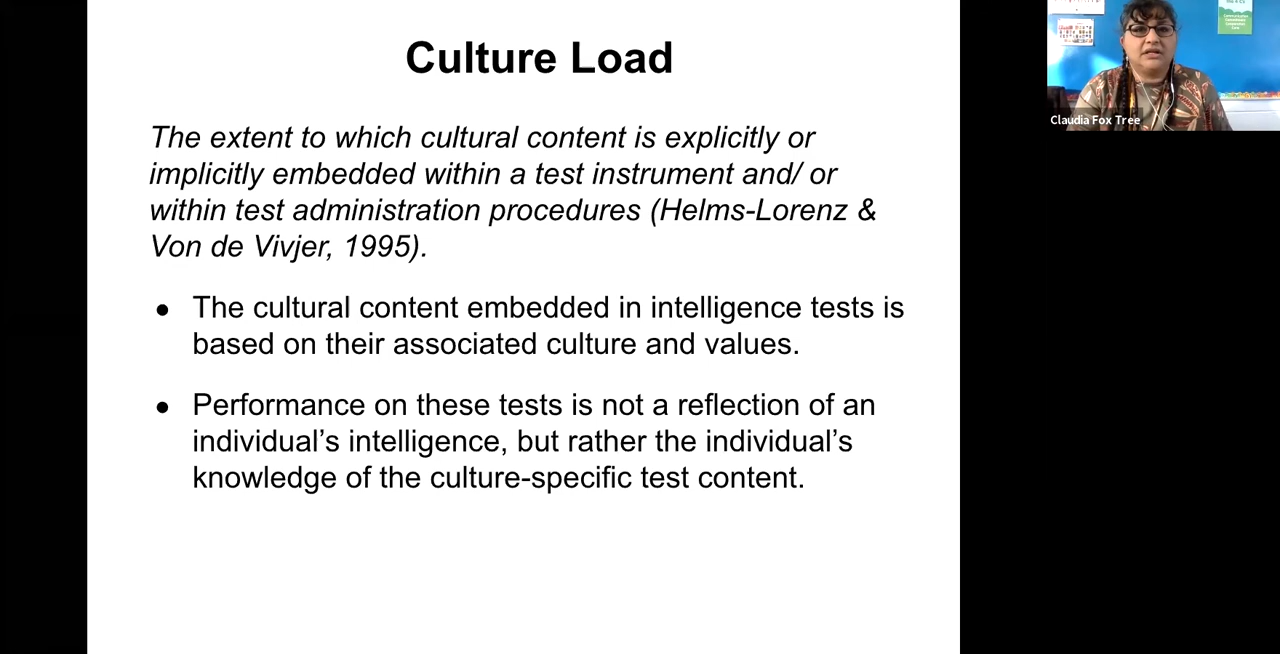 Culture Load
The extent to which cultural content is explicitly or
implicitly embedded within a test instrument and/ or
within test administration procedures (Helms-Lorenz &
Von de Vivjer, 1995).
● The cultural content embedded in intelligence tests is
based on their associated culture and values.
● Performance on these tests is not a reflection of an
individual’s intelligence, but rather the individual’s
knowledge of the culture-specific test content.
Claudia Fox Tree